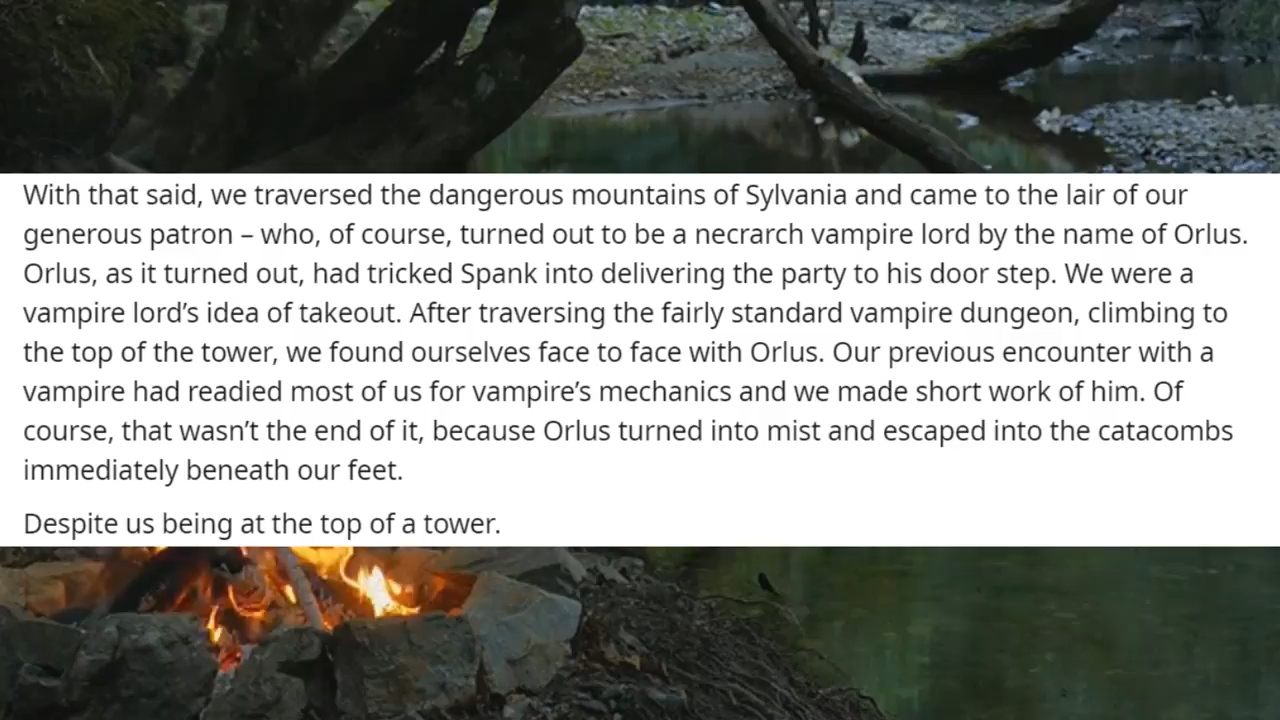 With that said, we traversed the dangerous mountains of Sylvania and came to the lair of our
generous patron – who, of course, turned out to be a necrarch vampire lord by the name of Orlus.
Orlus, as it turned out, had tricked Spank into delivering the party to his door step. We were a
vampire lord’s idea of takeout. After traversing the fairly standard vampire dungeon, climbing to
the top of the tower, we found ourselves face to face with Orlus. Our previous encounter with a
vampire had readied most of us for vampire’s mechanics and we made short work of him. Of
course, that wasn’t the end of it, because Orlus turned into mist and escaped into the catacombs
immediately beneath our feet.
Despite us being at the top of a tower.